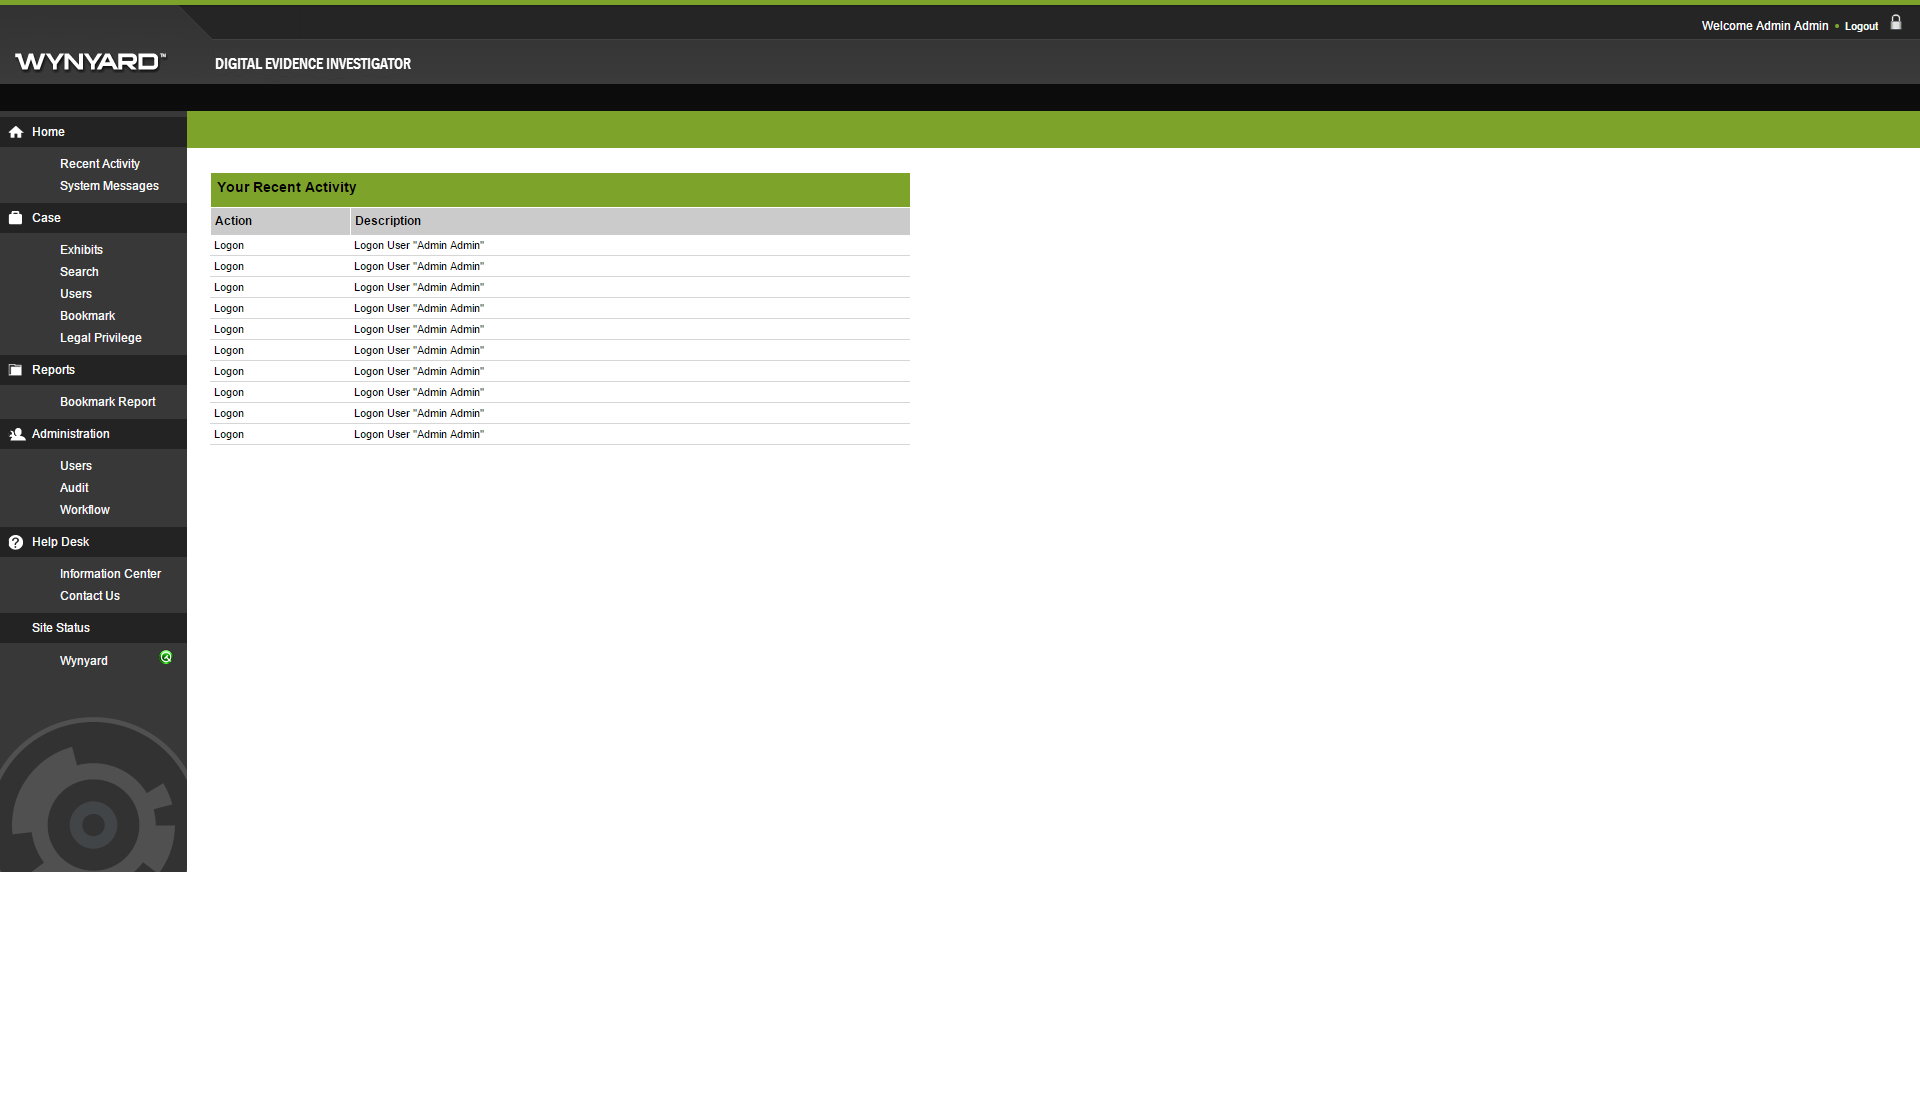 Welcome Admin Admin • Logout
WYNYARD™
DIGITAL EVIDENCE INVESTIGATOR
Home
Recent Activity
System Messages
Case
Exhibits
Search
Users
Bookmark
Legal Privilege
Reports
Bookmark Report
Administration
Users
Audit
Workflow
Help Desk
Information Center
Contact Us
Site Status
Wynyard
Your Recent Activity
Action Description
Logon Logon User "Admin Admin"
Logon Logon User "Admin Admin"
Logon Logon User "Admin Admin"
Logon Logon User "Admin Admin"
Logon Logon User "Admin Admin"
Logon Logon User "Admin Admin"
Logon Logon User "Admin Admin"
Logon Logon User "Admin Admin"
Logon Logon User "Admin Admin"
Logon Logon User "Admin Admin"